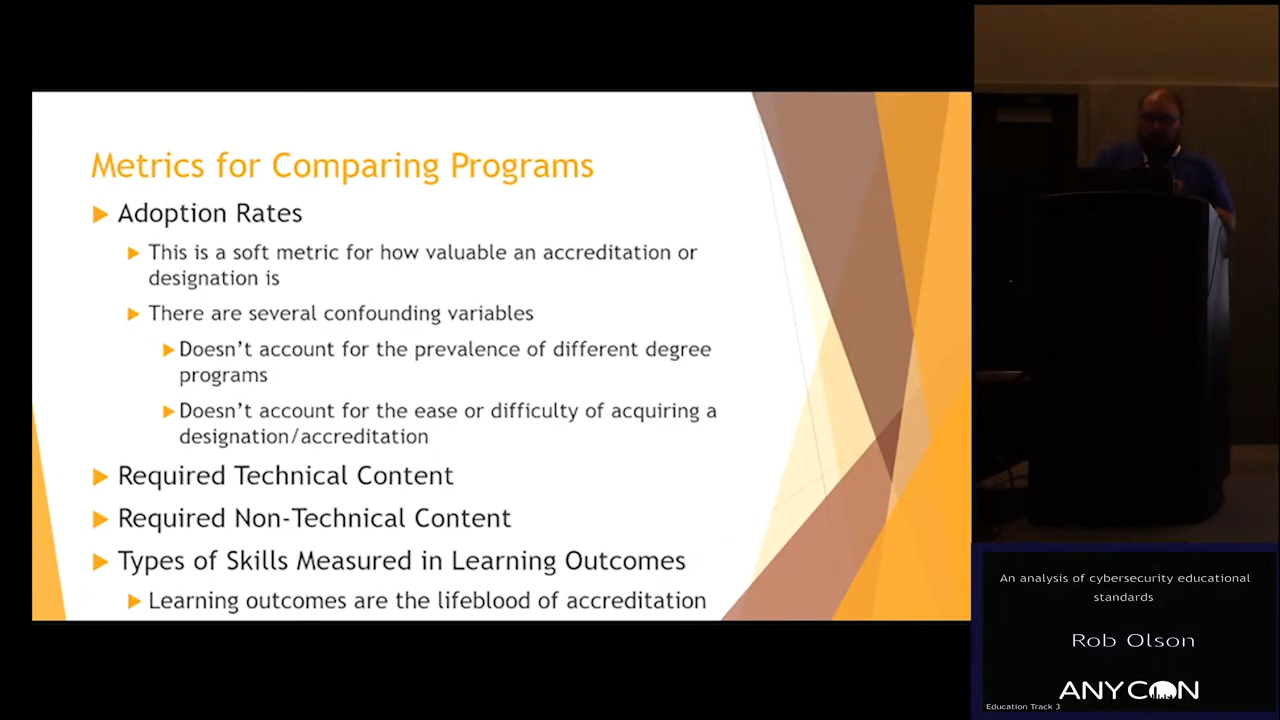 Metrics for Comparing Programs
Adoption Rates
This is a soft metric for how valuable an accreditation or
designation is
There are several confounding variables
Doesn't account for the prevalence of different degree
programs
Doesn't account for the ease or difficulty of acquiring a
designation/accreditation
Required Technical Content
Required Non-Technical Content
Types of Skills Measured in Learning Outcomes
Learning outcomes are the lifeblood of accreditation
An analysis of cybersecurity educational
standards
Rob Olson
ANYCON
Education Track 3